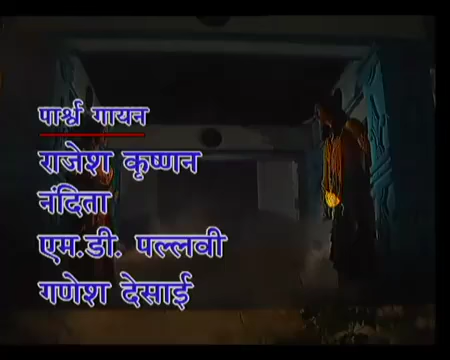 पार्श्व गायन
राजेश कृष्णन
नंदिता
एम.डी. पल्लवी
गणेश देसाई